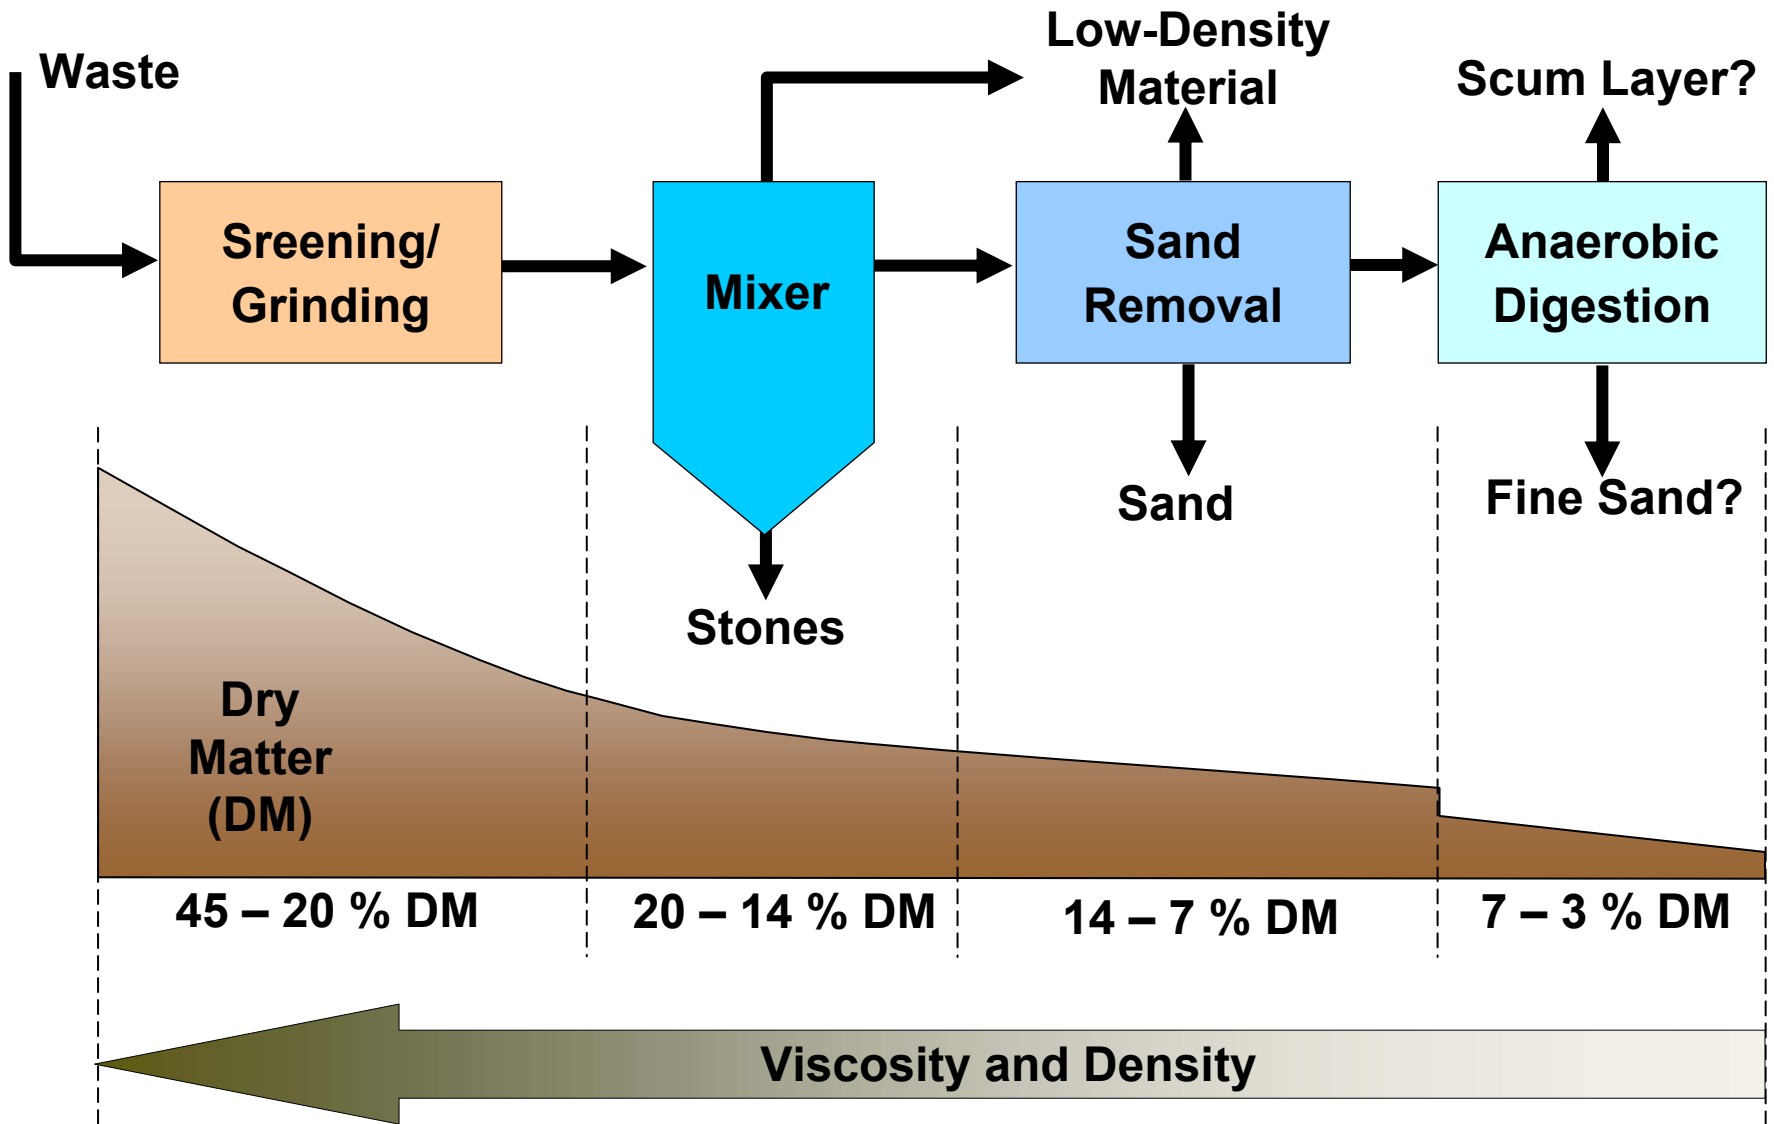 Waste
Low-Density
Material
Scum Layer?
Sreening/
Grinding
Mixer
Sand
Removal
Anaerobic
Digestion
Stones
Sand
Fine Sand?
Dry
Matter
(DM)
45 – 20 % DM
20 – 14 % DM
14 – 7 % DM
7 – 3 % DM
Viscosity and Density